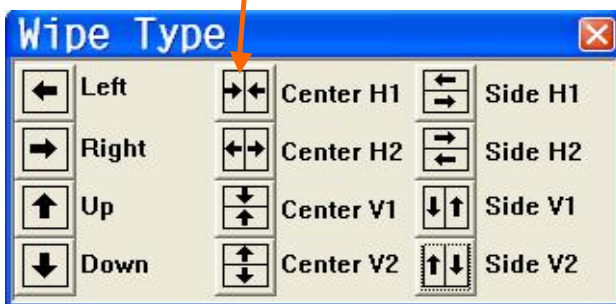 Wipe Type
Left Center H1 Side H1
Right Center H2 Side H2
Up Center V1 Side V1
Down Center V2 Side V2